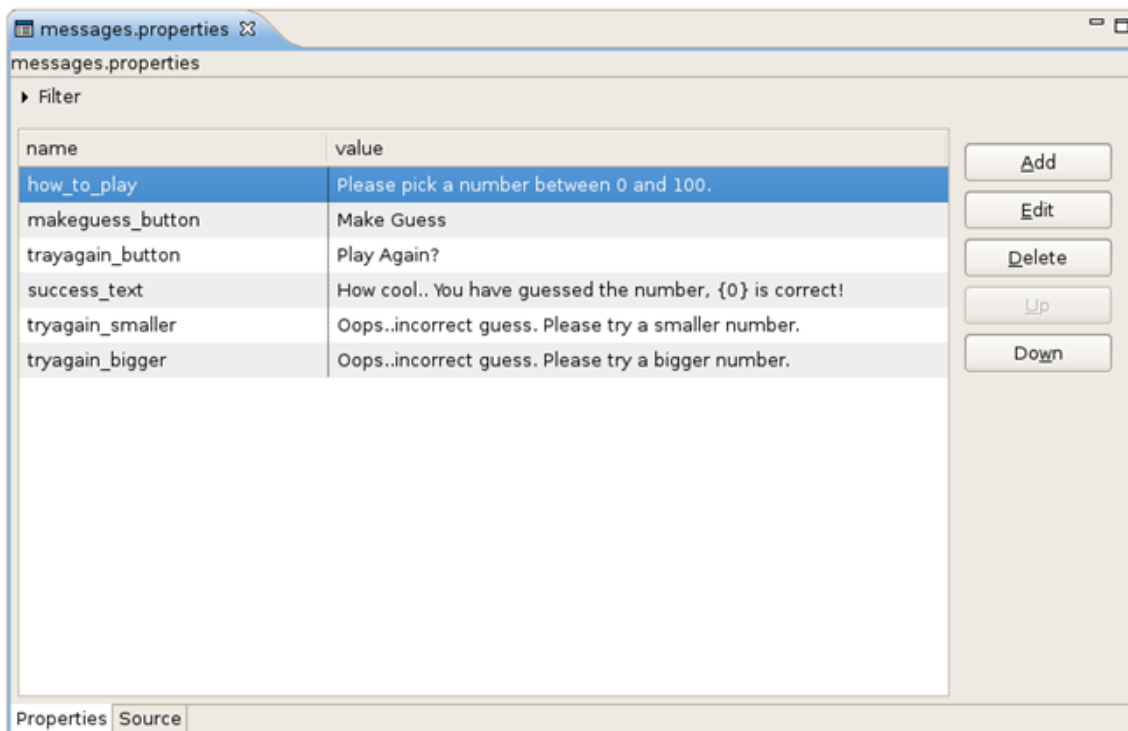 messages.properties
messages.properties
Filter
name value
how_to_play Please pick a number between 0 and 100.
makeguess_button Make Guess
trayagain_button Play Again?
success_text How cool.. You have guessed the number, {0} is correct!
tryagain_smaller Oops..incorrect guess. Please try a smaller number.
tryagain_bigger Oops..incorrect guess. Please try a bigger number.
Add
Edit
Delete
Up
Down
Properties Source